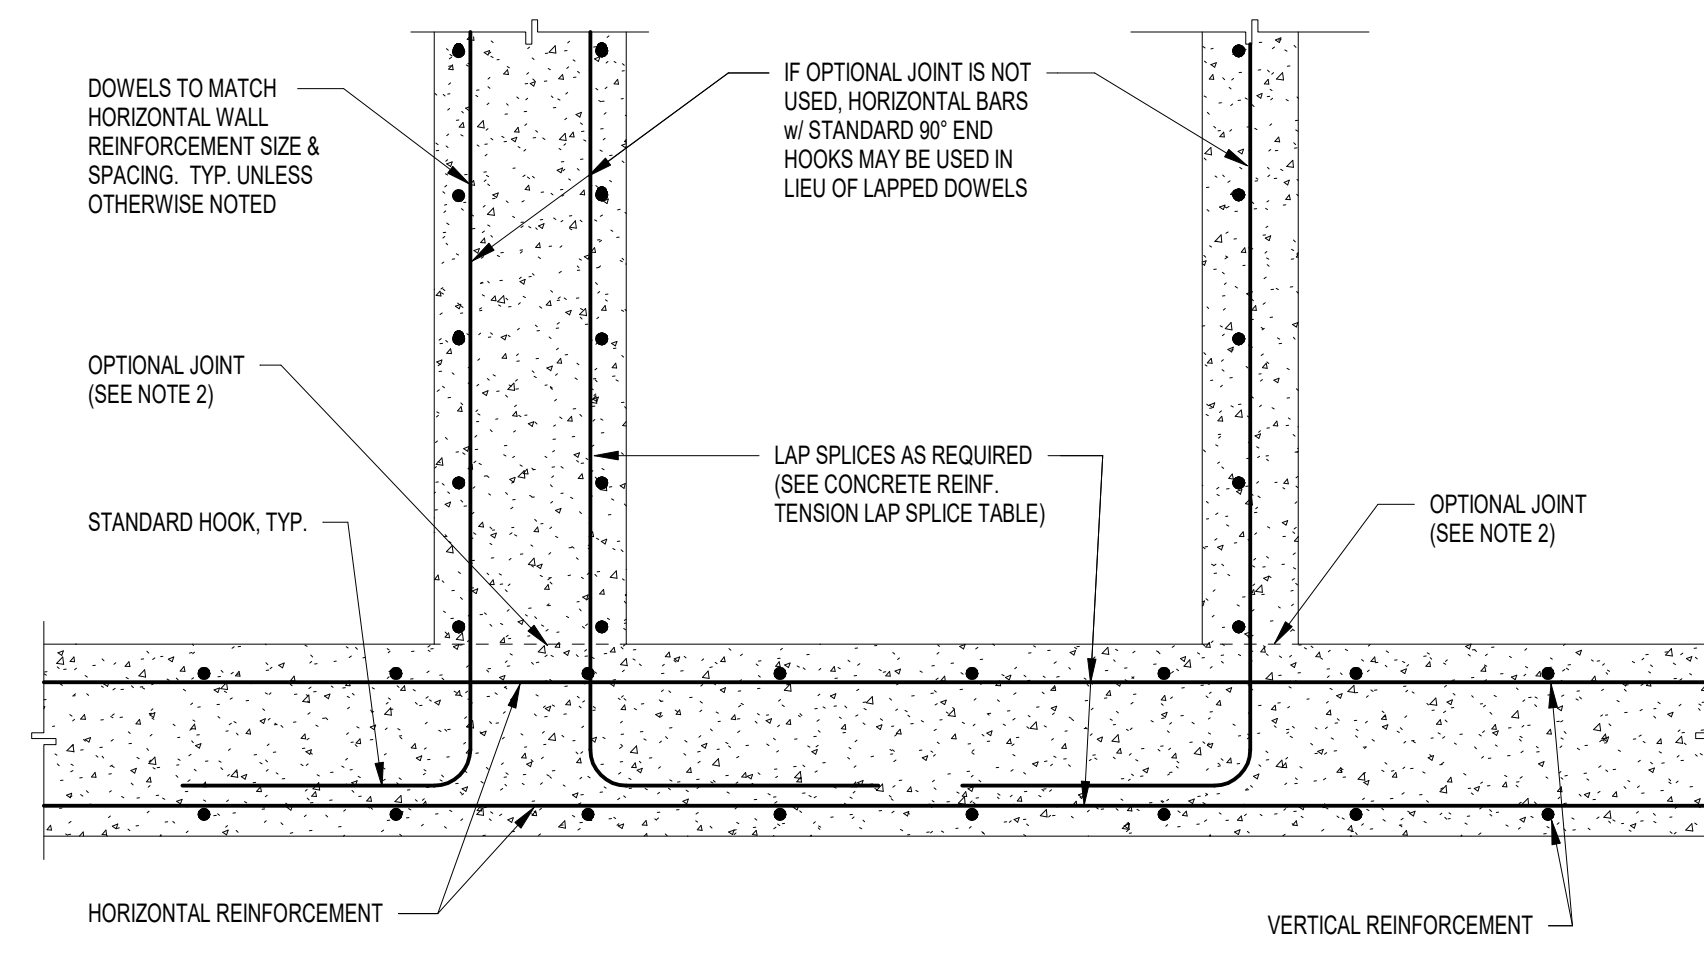 DOWELS TO MATCH
HORIZONTAL WALL
REINFORCEMENT SIZE &
SPACING.  TYP. UNLESS
OTHERWISE NOTED
IF OPTIONAL JOINT IS NOT
USED, HORIZONTAL BARS
w/ STANDARD 90° END
HOOKS MAY BE USED IN
LIEU OF LAPPED DOWELS
OPTIONAL JOINT
(SEE NOTE 2)
LAP SPLICES AS REQUIRED
(SEE CONCRETE REINF.
TENSION LAP SPLICE TABLE)
STANDARD HOOK, TYP.
OPTIONAL JOINT
(SEE NOTE 2)
HORIZONTAL REINFORCEMENT
VERTICAL REINFORCEMENT